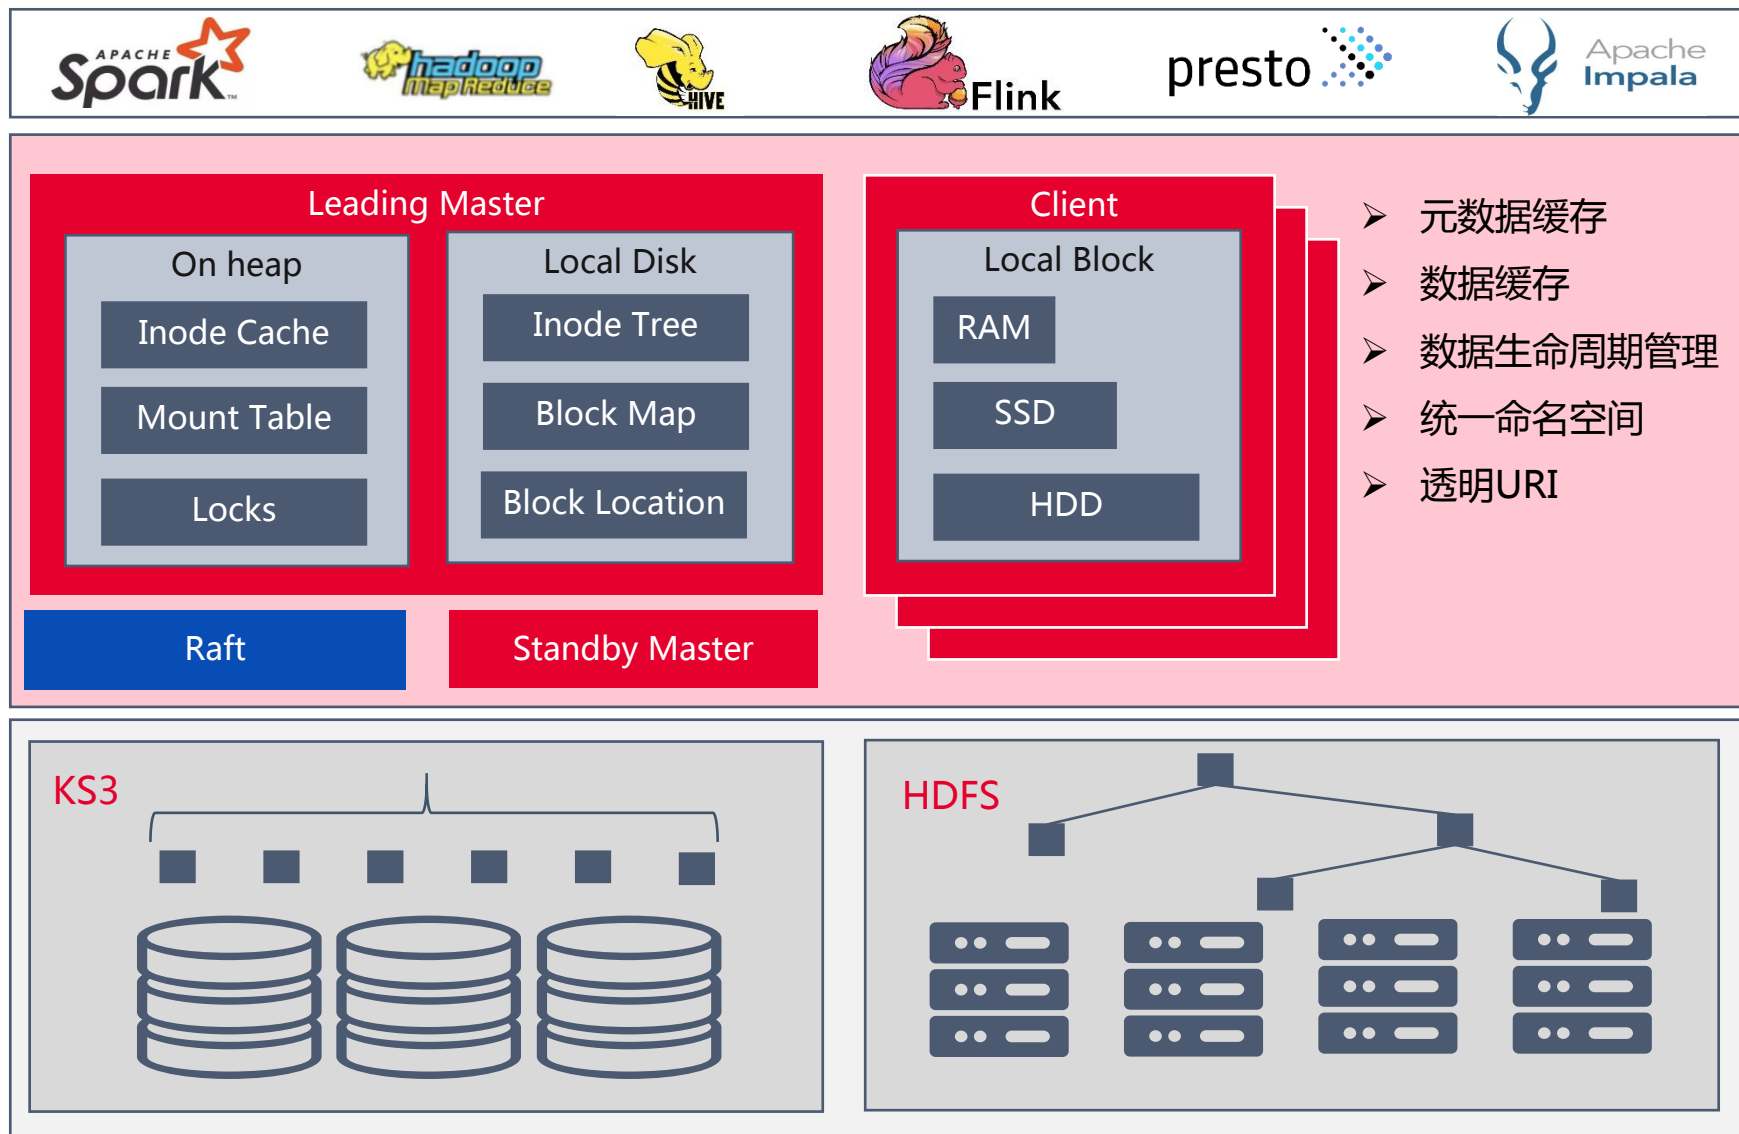 APACHE
Spark™
hadoop
MapReduce
HIVE
Flink
presto
Apache
Impala
Leading Master
On heap
Inode Cache
Mount Table
Locks
Local Disk
Inode Tree
Block Map
Block Location
Client
Local Block
RAM
SSD
HDD
➢ 元数据缓存
➢ 数据缓存
➢ 数据生命周期管理
➢ 统一命名空间
➢ 透明URI
Raft
Standby Master
KS3
HDFS